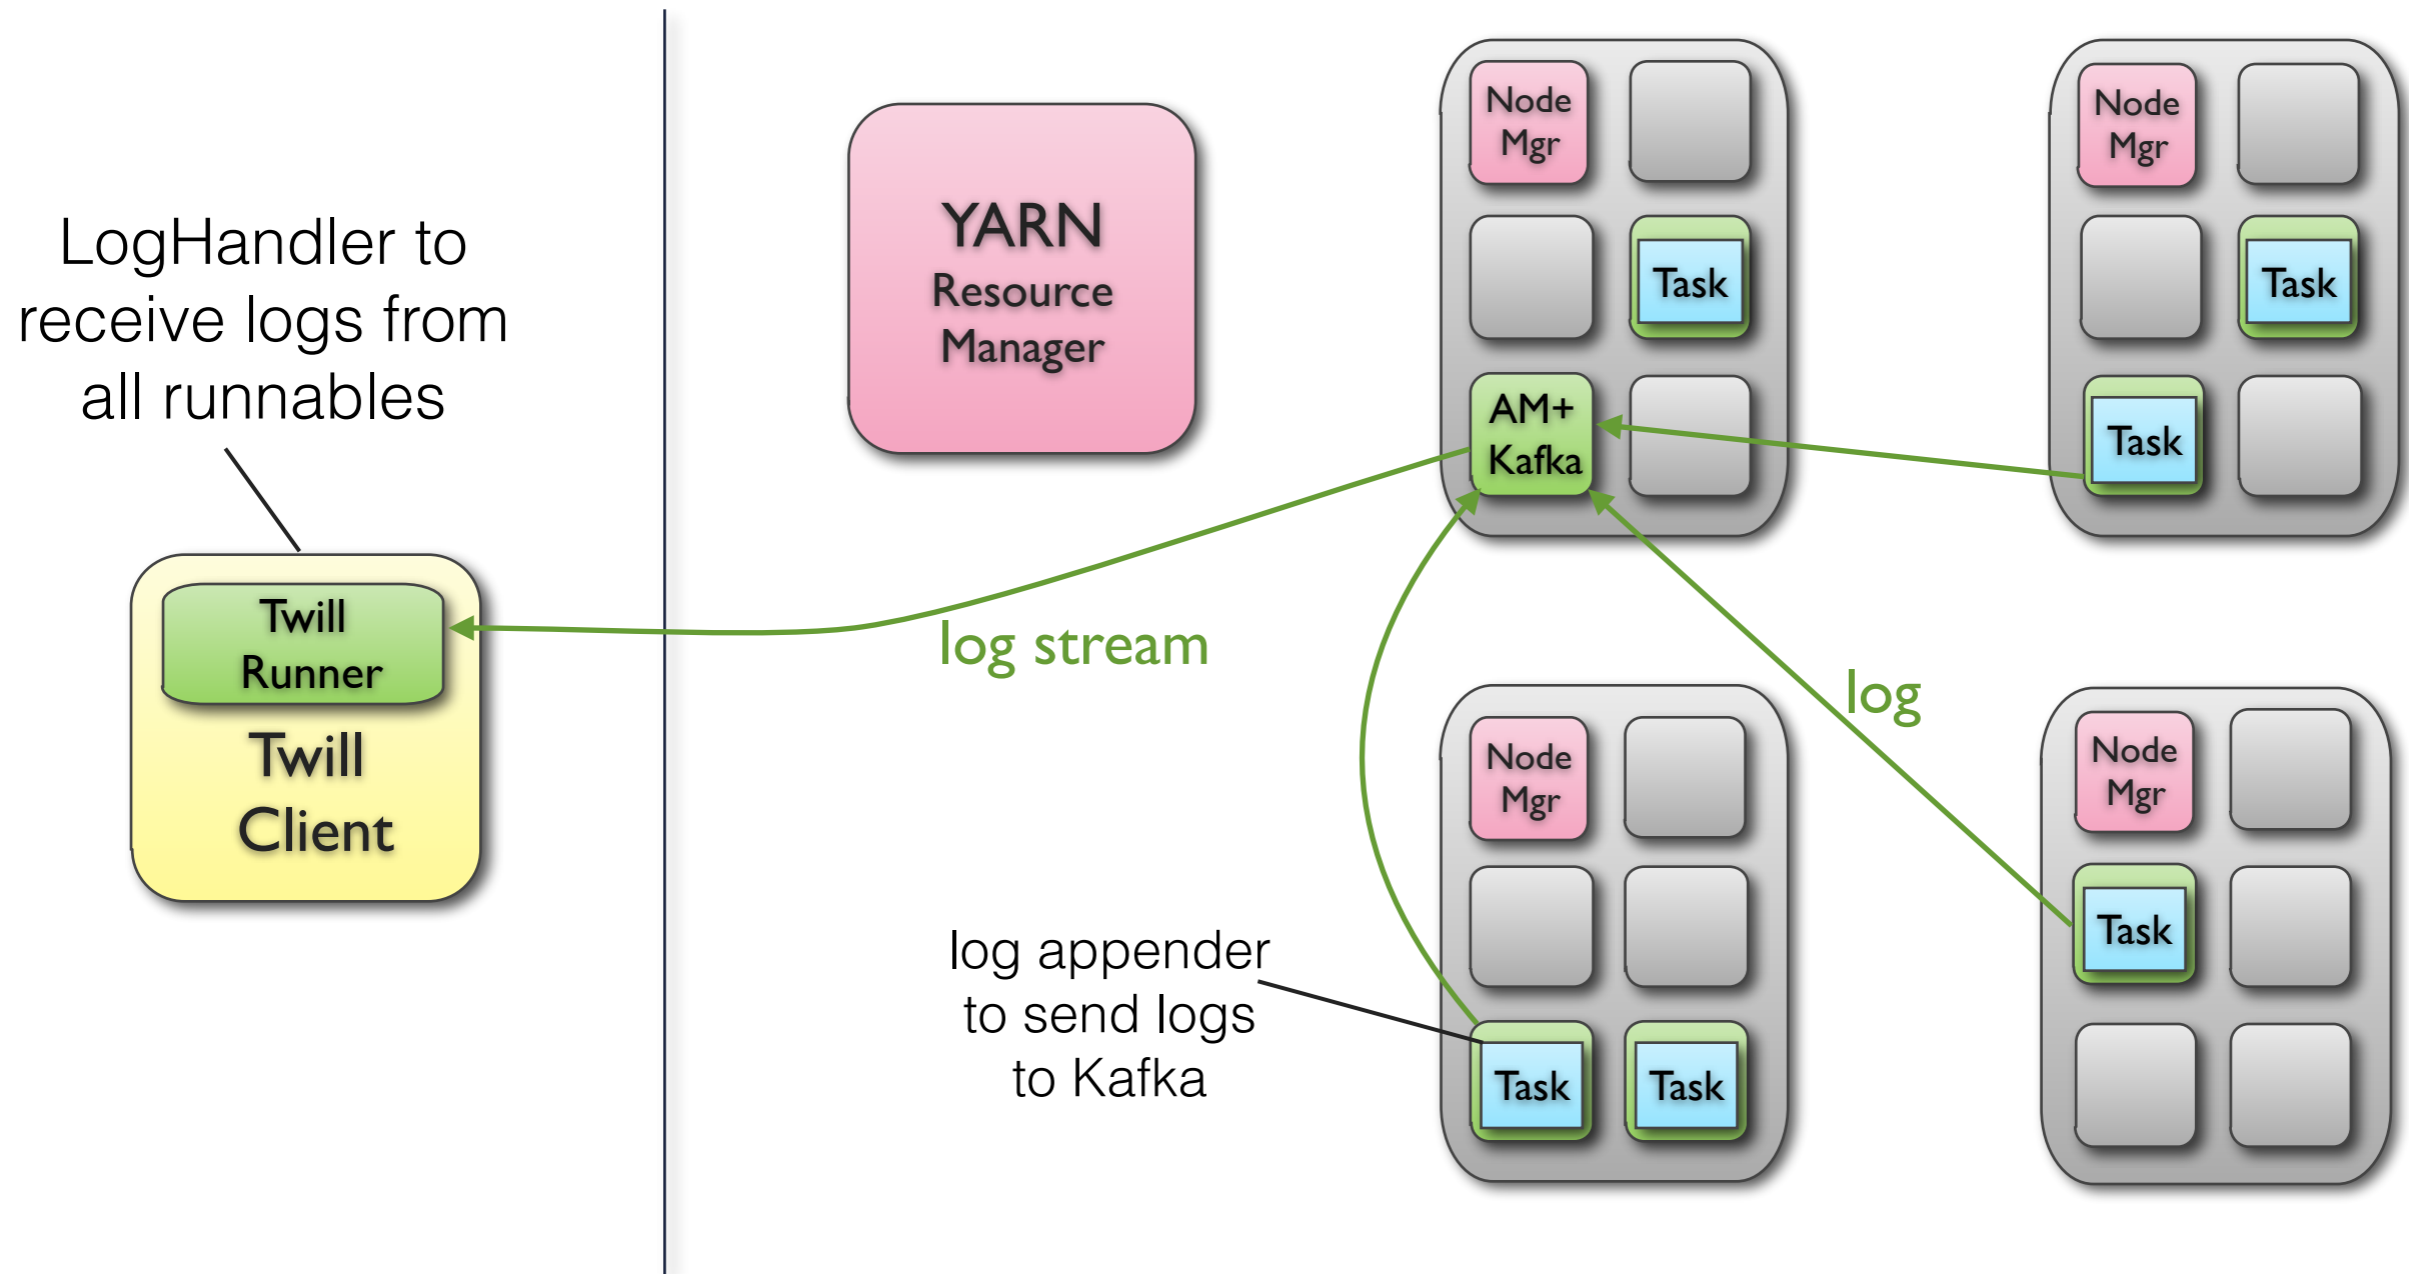 LogHandler to
receive logs from
all runnables
Twill
Runner
Twill
Client
YARN
Resource
Manager
log stream
Node
Mgr
Task
AM+
Kafka
Node
Mgr
Task
Task
log
log appender
to send logs
to Kafka
Node
Mgr
Task
Task
Node
Mgr
Task